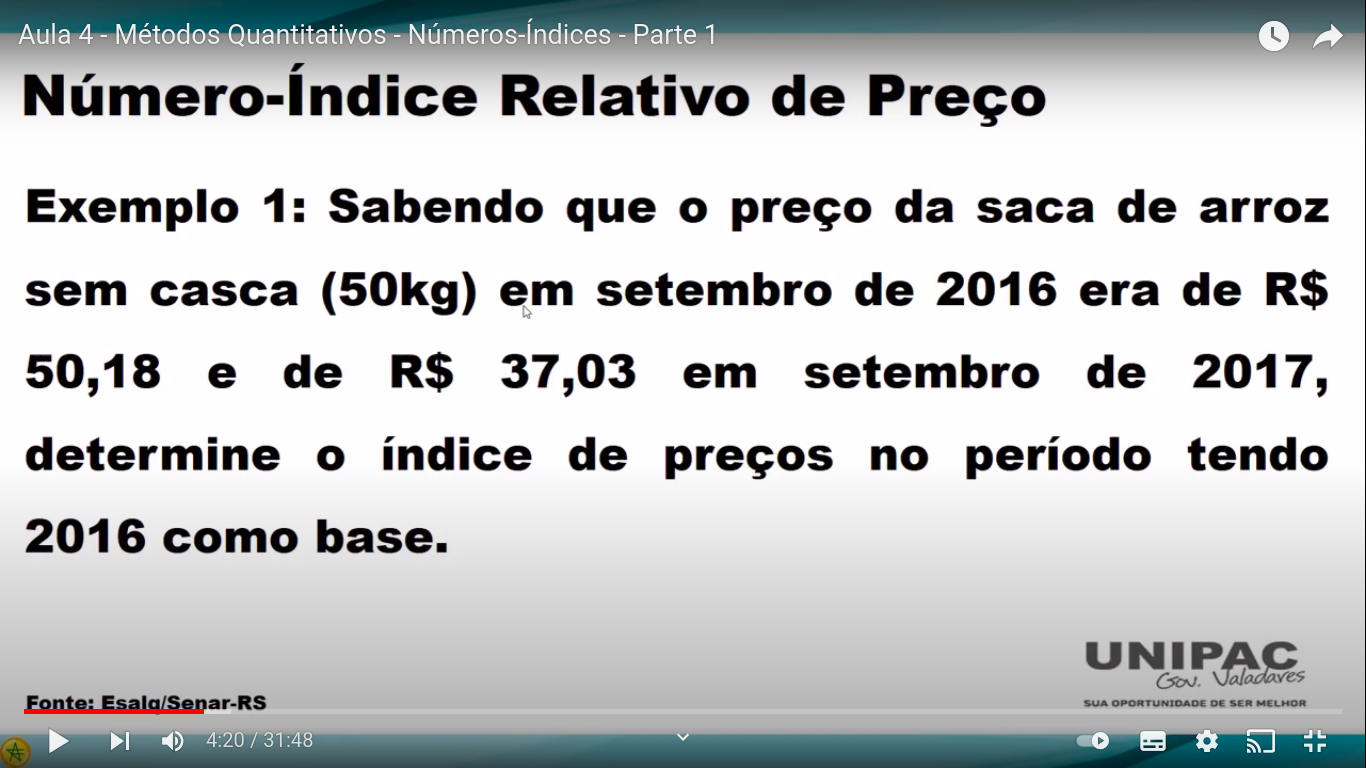 Aula 4 - Métodos Quantitativos - Números-Índices - Parte 1
Número-Índice Relativo de Preço
Exemplo 1: Sabendo que o preço da saca de arroz
sem casca (50kg) em setembro de 2016 era de R$
50,18 e de R$ 37,03 em setembro de 2017,
determine o índice de preços no período tendo
2016 como base.
UNIPAC
Gov. Valadares
SUA OPORTUNIDADE DE SER MELHOR
Fonte: Esalq/Senar-RS
4:20 / 31:48